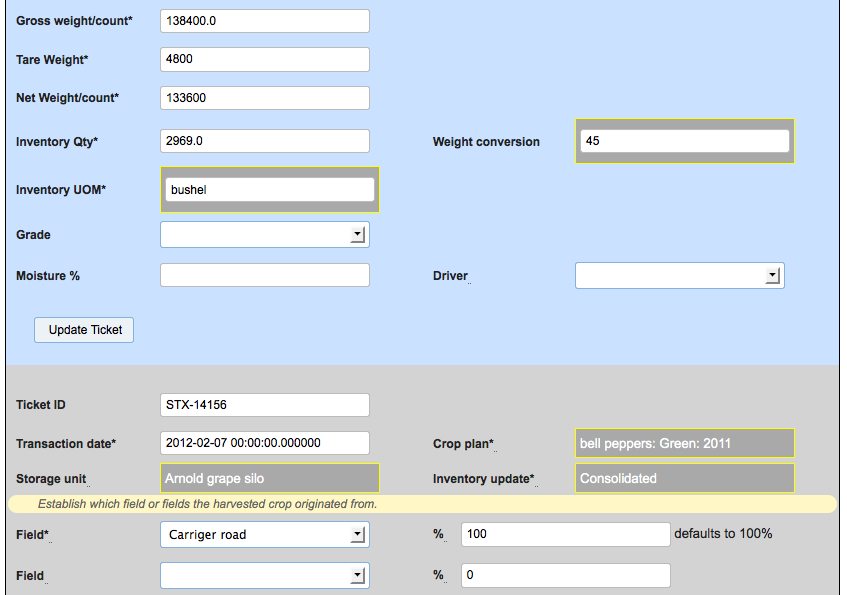 Gross weight/count* 138400.0
Tare Weight* 4800
Net Weight/count* 133600
Inventory Qty* 2969.0 Weight conversion 45
Inventory UOM* bushel
Grade
Moisture % Driver
Update Ticket
Ticket ID STX-14156
Transaction date* 2012-02-07 00:00:00.000000 Crop plan* bell peppers: Green: 2011
Storage unit Arnold grape silo Inventory update* Consolidated
Establish which field or fields the harvested crop originated from.
Field* Carriger road % 100 defaults to 100%
Field % 0